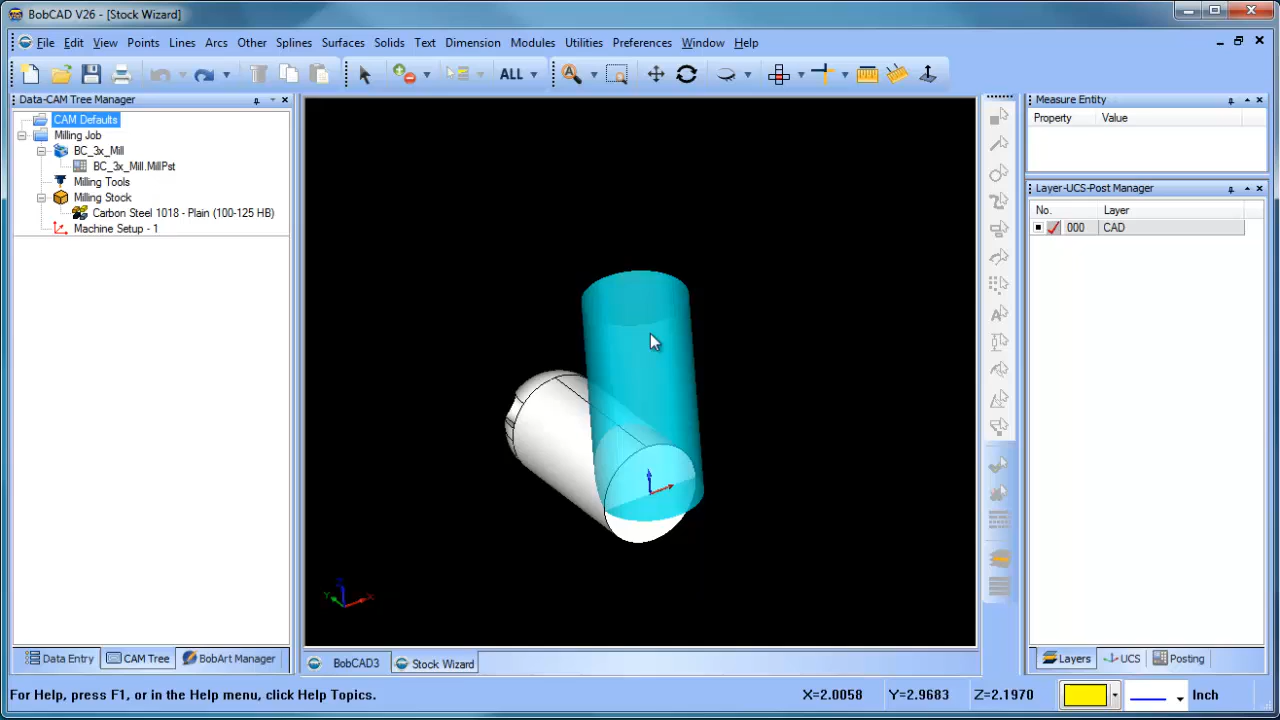 BobCAD V26 - [Stock Wizard]
File Edit View Points Lines Arcs Other Splines Surfaces Solids Text Dimension Modules Utilities Preferences Window Help
ALL
Data-CAM Tree Manager
CAM Defaults
Milling Job
BC_3x_Mill
BC_3x_Mill.MillPst
Milling Tools
Milling Stock
Carbon Steel 1018 - Plain (100-125 HB)
Machine Setup - 1
Measure Entity
Property Value
Layer-UCS-Post Manager
No. Layer
000 CAD
Z
Y X
Data Entry CAM Tree BobArt Manager
BobCAD3 Stock Wizard
Layers UCS Posting
For Help, press F1, or in the Help menu, click Help Topics.
X=2.0058 Y=2.9683 Z=2.1970 Inch